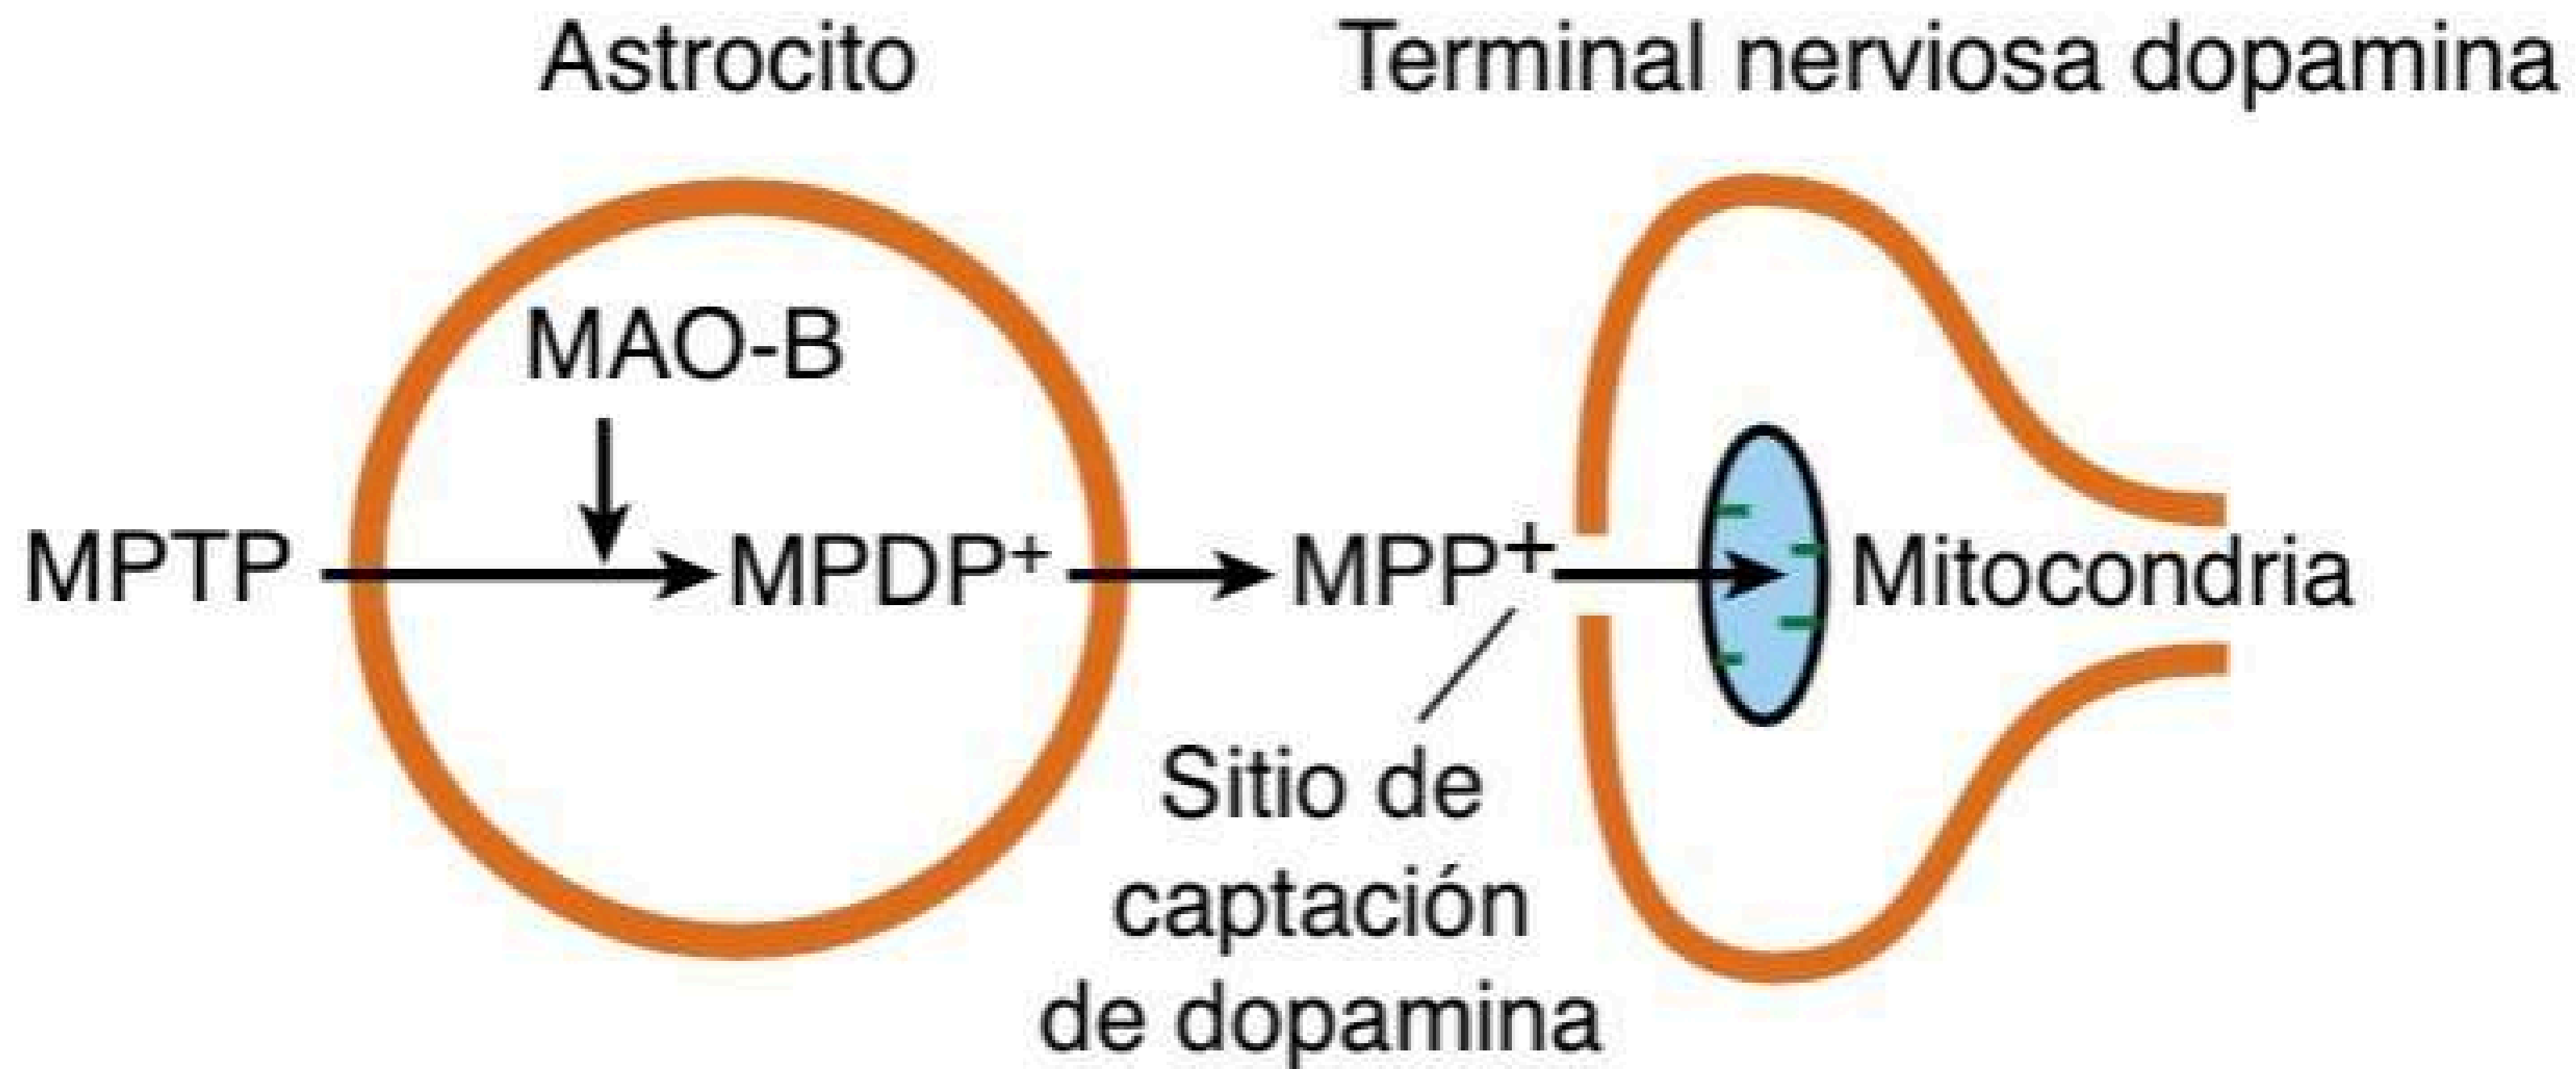 Astrocito
Terminal nerviosa dopamina
MAO-B
MPTP
MPDP⁺
MPP⁺
Mitocondria
Sitio de
captación
de dopamina